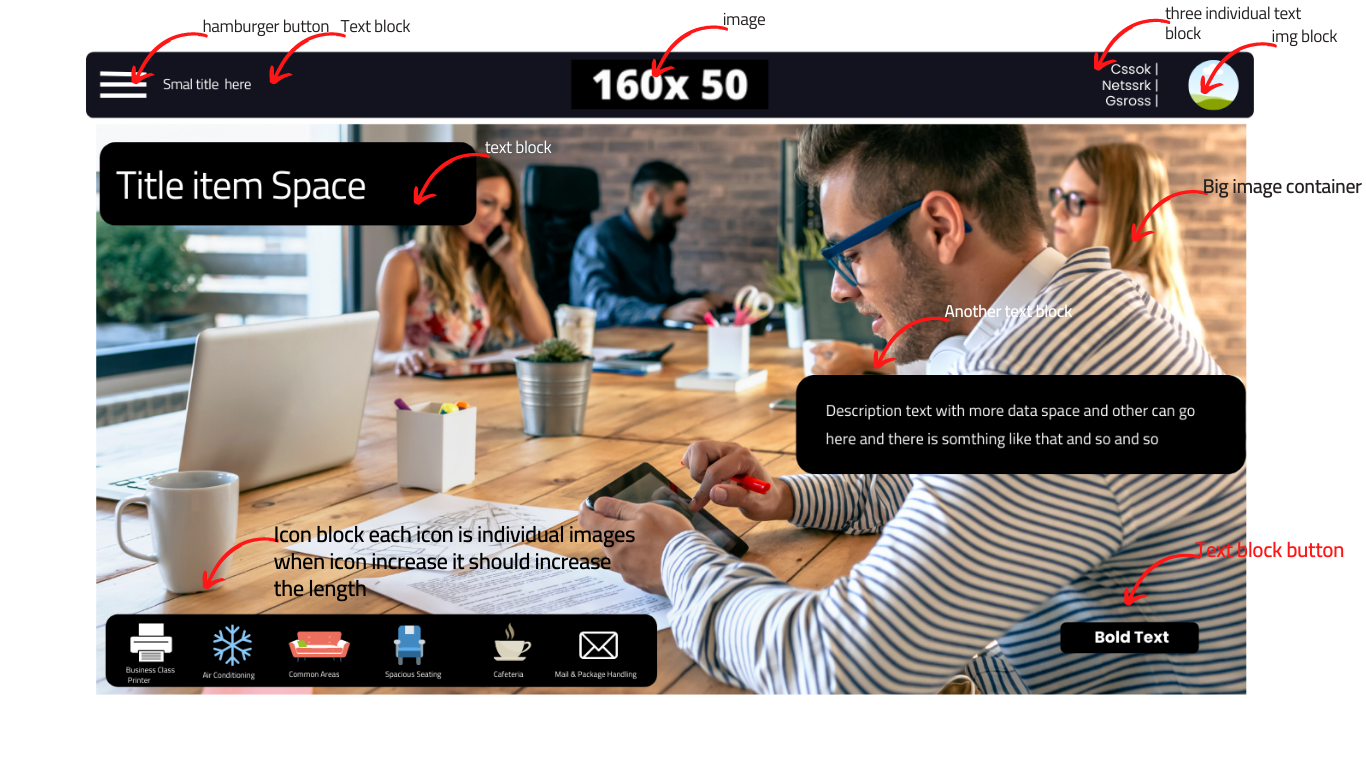 hamburger button
Text block
image
three individual text
block
img block
Smal title here
160x 50
Cssok |
Netssrk |
Gsross |
Title item Space
text block
Big image container
Another text block
Description text with more data space and other can go
here and there is somthing like that and so and so
Icon block each icon is individual images
when icon increase it should increase
the length
Text block button
Bold Text
Business Class
Printer
Air Conditioning
Common Areas
Spacious Seating
Cafeteria
Mail & Package Handling